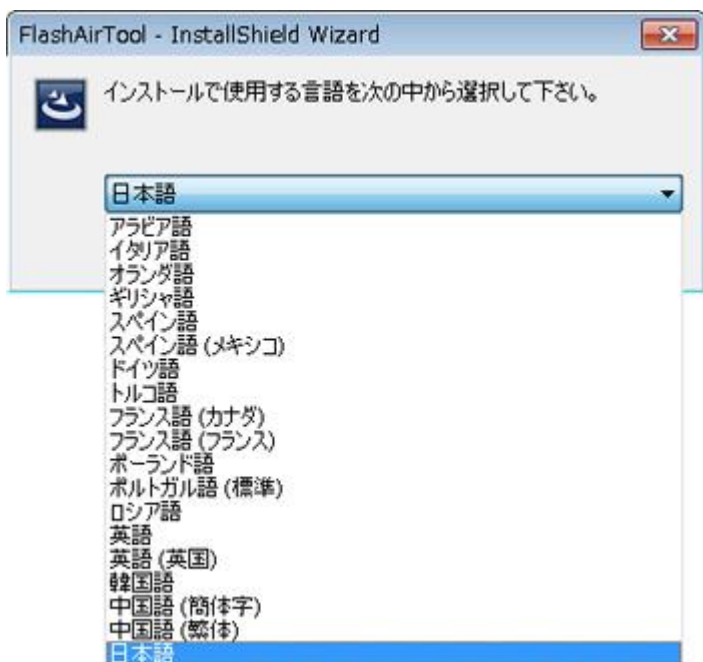 FlashAirTool - InstallShield Wizard
インストールで使用する言語を次の中から選択して下さい。
日本語
アラビア語
イタリア語
オランダ語
ギリシャ語
スペイン語
スペイン語 (メキシコ)
ドイツ語
トルコ語
フランス語 (カナダ)
フランス語 (フランス)
ポーランド語
ポルトガル語 (標準)
ロシア語
英語
英語 (英国)
韓国語
中国語 (簡体字)
中国語 (繁体)
日本語